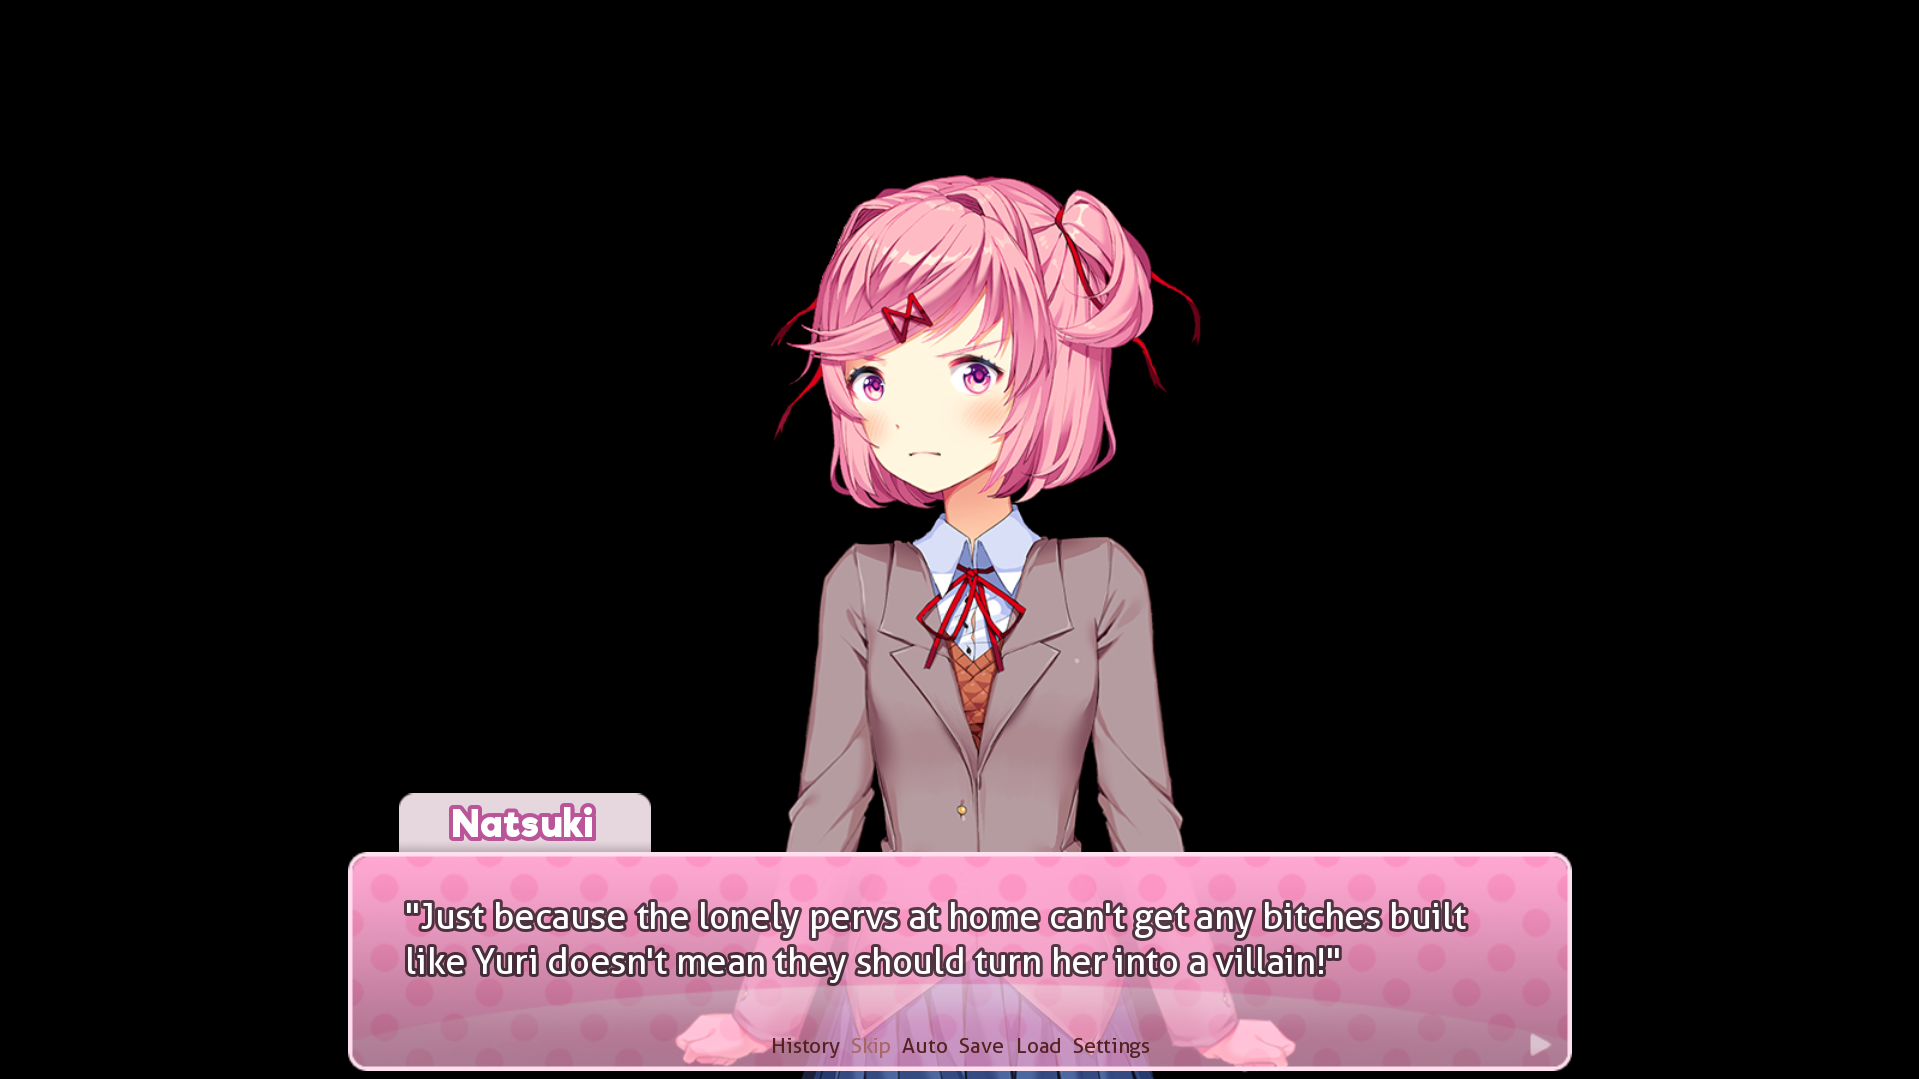 Natsuki
"Just because the lonely pervs at home can't get any bitches built
like Yuri doesn't mean they should turn her into a villain!"
History Skip Auto Save Load Settings